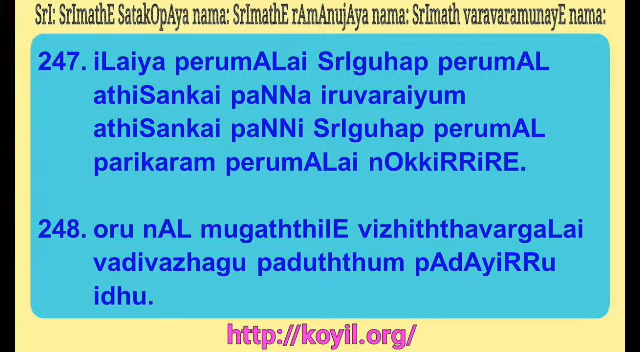 SrI: SrImathE SatakOpAya nama: SrImathE rAmAnujAya nama: SrImath varavaramunayE nama:
247. iLaiya perumALai SrIguhap perumAL
athiSankai paNNa iruvaraiyum
athiSankai paNNi SrIguhap perumAL
parikaram perumALai nOkkiRRiRE.
248. oru nAL mugaththilE vizhiththavargaLai
vadivazhagu paduththum pAdAyiRRu
idhu.
http://koyil.org/